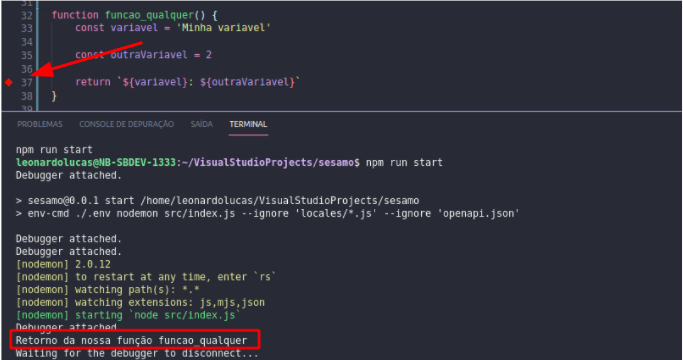 31
32 function funcao_qualquer() {
33 const variavel = 'Minha variavel'
34
35 const outraVariavel = 2
36
37 return `${variavel}: ${outraVariavel}`
38 }
39
PROBLEMAS CONSOLE DE DEPURAÇÃO SAÍDA TERMINAL
npm run start
leonardolucas@NB-SBDEV-1333:~/VisualStudioProjects/sesamo$ npm run start
Debugger attached.
> sesamo@0.0.1 start /home/leonardolucas/VisualStudioProjects/sesamo
> env-cmd ./.env nodemon src/index.js --ignore 'locales/*.js' --ignore 'openapi.json'
Debugger attached.
Debugger attached.
[nodemon] 2.0.12
[nodemon] to restart at any time, enter `rs`
[nodemon] watching path(s): *.*
[nodemon] watching extensions: js,mjs,json
[nodemon] starting `node src/index.js`
Debugger attached.
Retorno da nossa função funcao_qualquer
Waiting for the debugger to disconnect...